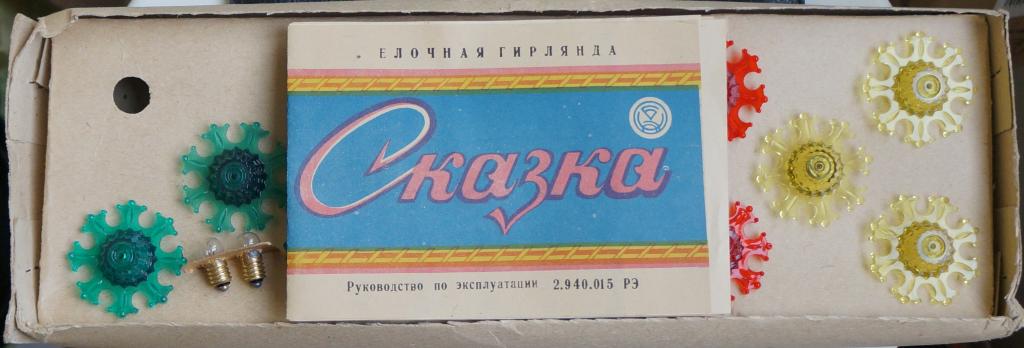 ЕЛОЧНАЯ ГИРЛЯНДА
Сказка
Руководство по эксплуатации 2.940.015 РЭ